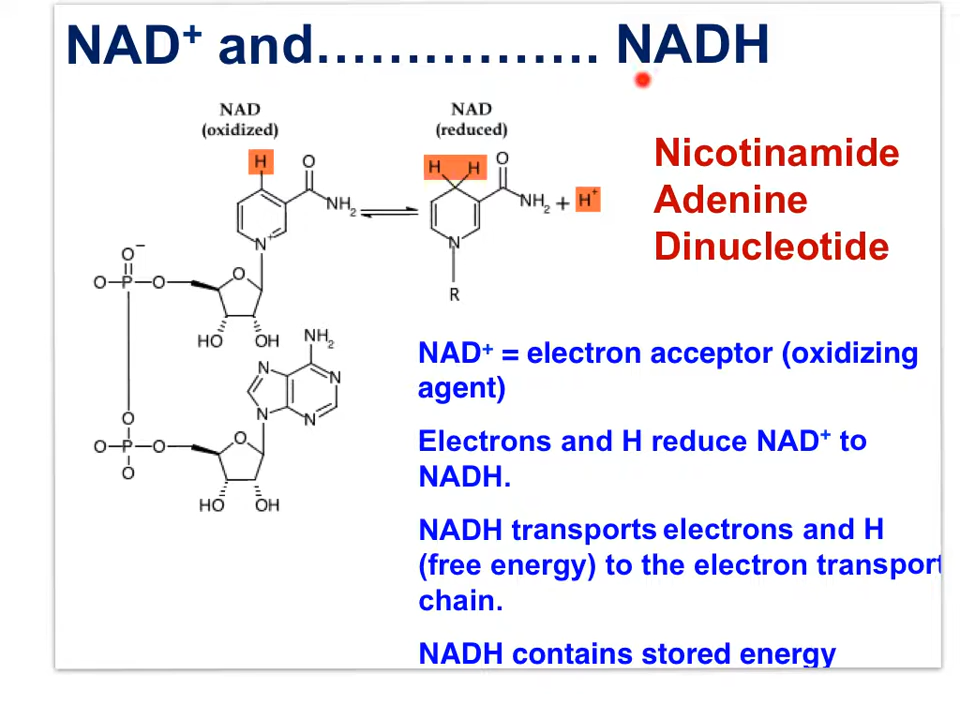 NAD+ and................ NADH
NAD
(oxidized)
NAD
(reduced)
Nicotinamide
Adenine
Dinucleotide
H
O
NH2
N+
H H
O
NH2 + H+
N
R
O−
O P O
O
HO OH
NH2
N
N
N
N
O
O P O
O
O
HO OH
NAD+ = electron acceptor (oxidizing
agent)
Electrons and H reduce NAD+ to
NADH.
NADH transports electrons and H
(free energy) to the electron transport
chain.
NADH contains stored energy